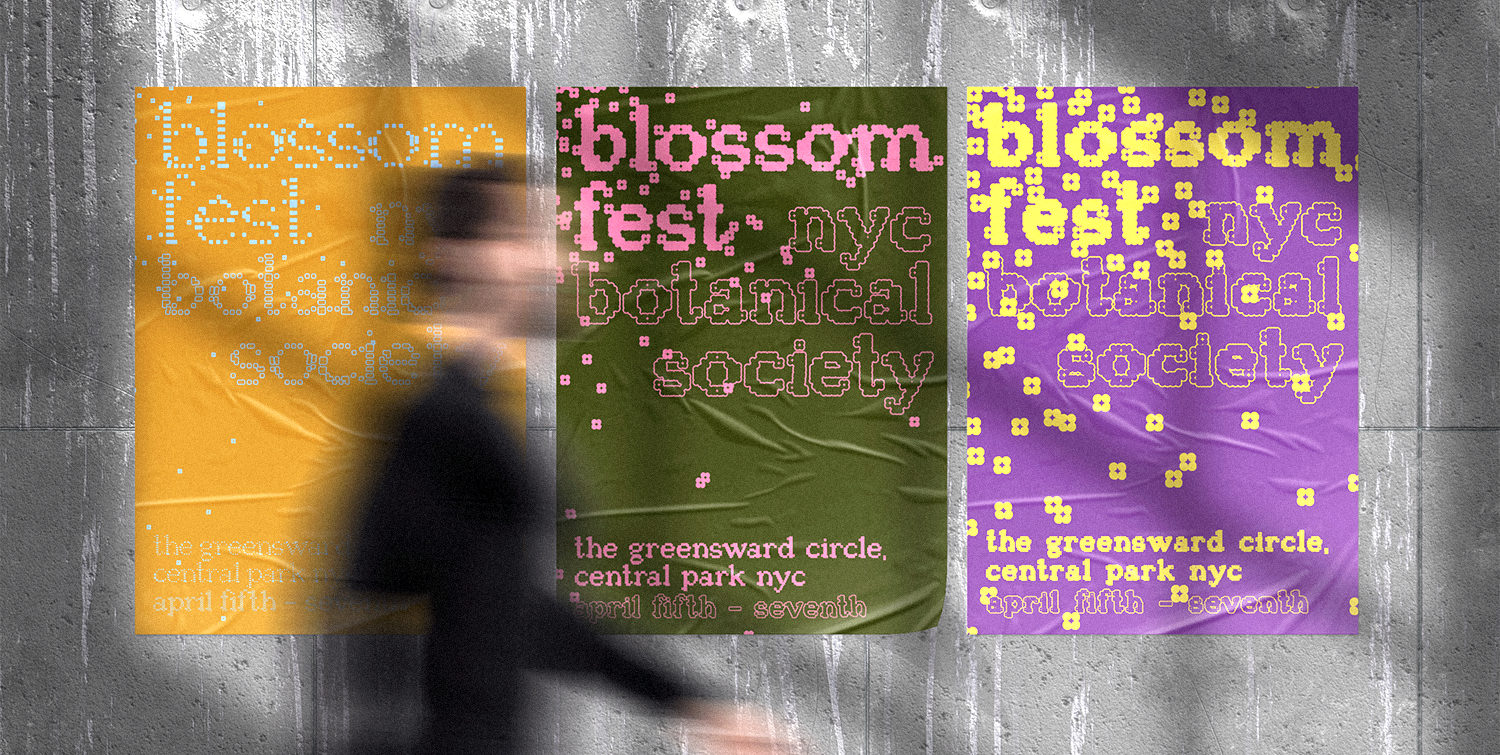 blossom
fest
the greensward
central park
april fifth –
blossom
fest nyc
botanical
society
the greensward circle,
central park nyc
april fifth – seventh
blossom
fest nyc
botanical
society
the greensward circle,
central park nyc
april fifth – seventh